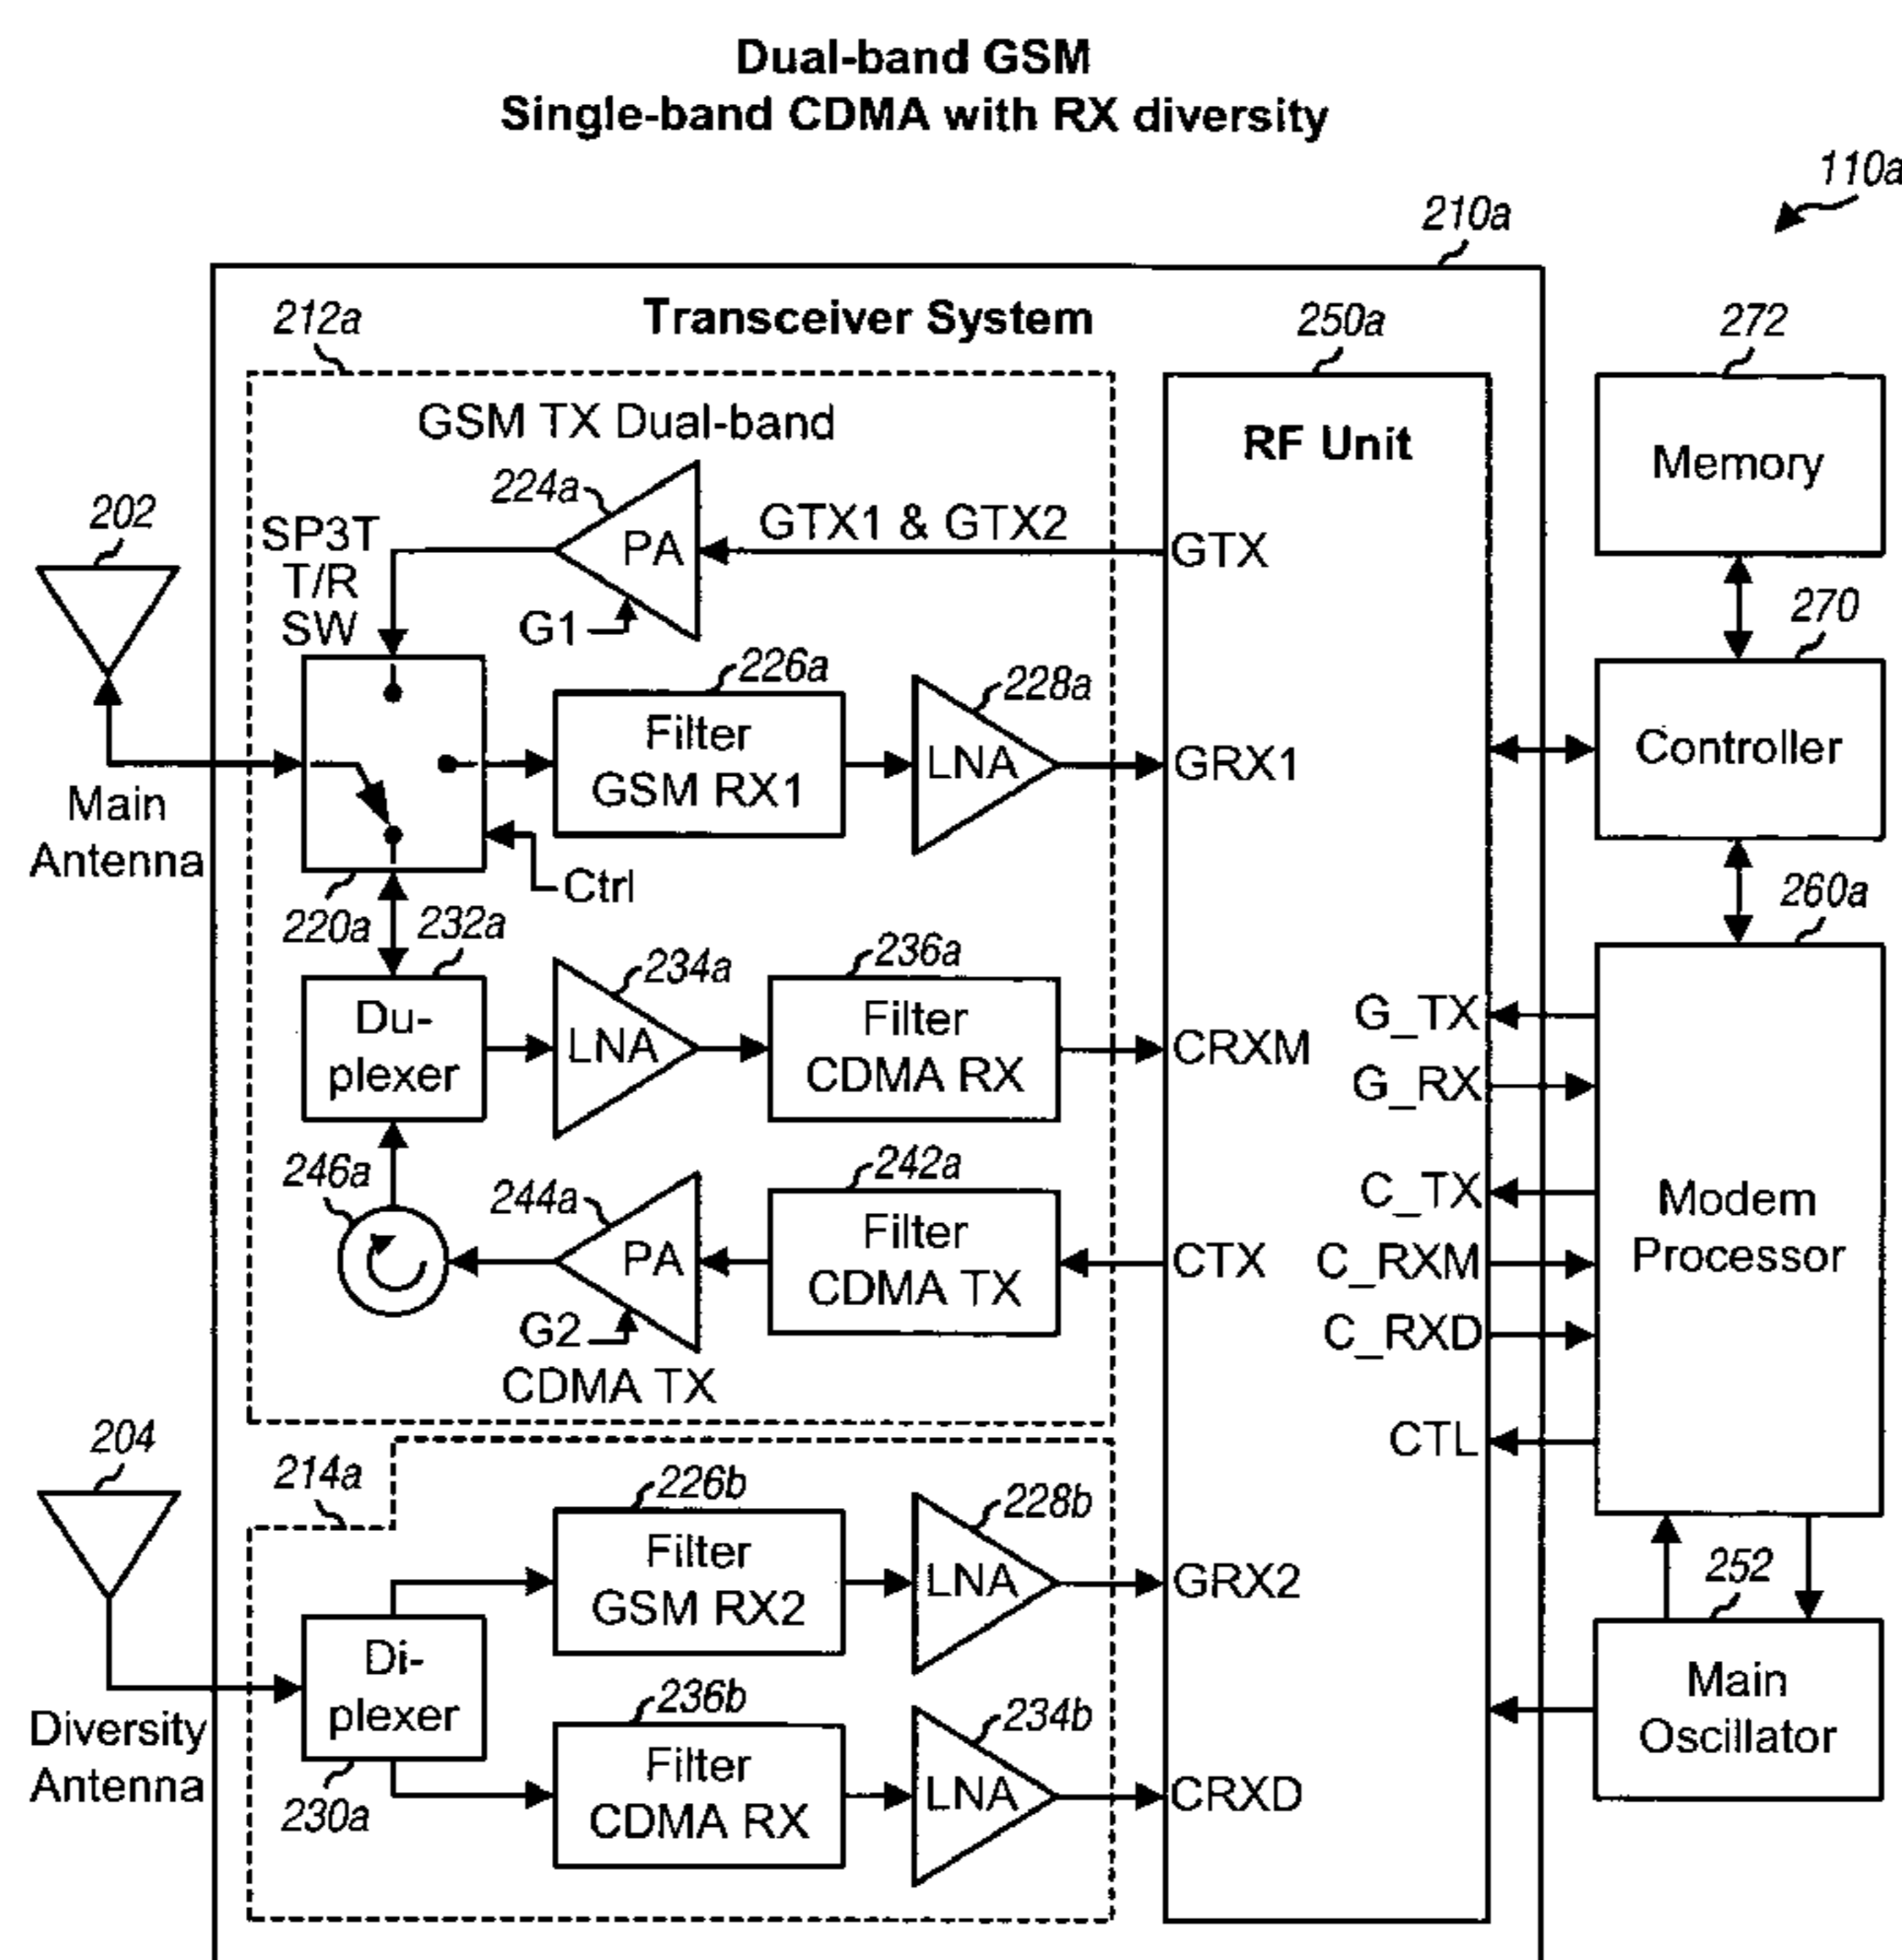 Dual-band GSM
Single-band CDMA with RX diversity
110a
210a
212a
Transceiver System
250a
272
GSM TX Dual-band
RF Unit
Memory
224a
PA
GTX1 & GTX2
GTX
202
SP3T
T/R
SW
G1
270
226a
228a
Filter
GSM RX1
LNA
GRX1
Controller
Main
Antenna
Ctrl
220a
232a
260a
234a
236a
Du-
plexer
LNA
Filter
CDMA RX
CRXM
G_TX
G_RX
246a
244a
242a
C_TX
Modem
Processor
PA
Filter
CDMA TX
CTX
C_RXM
G2
C_RXD
CDMA TX
204
214a
CTL
226b
228b
Filter
GSM RX2
LNA
GRX2
252
Di-
plexer
236b
234b
Main
Oscillator
Diversity
Antenna
230a
Filter
CDMA RX
LNA
CRXD